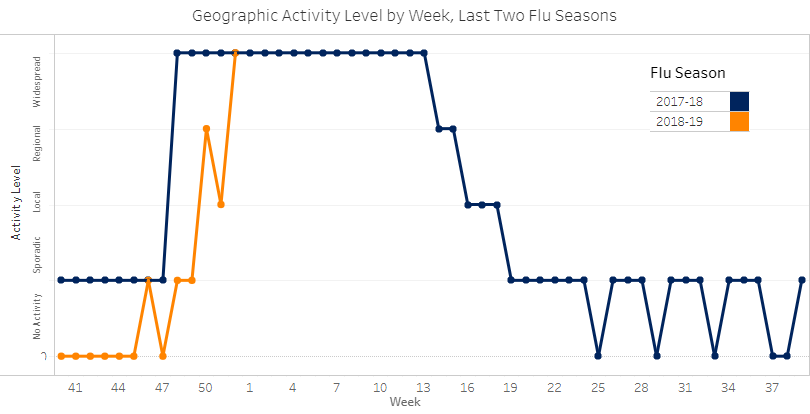 Geographic Activity Level by Week, Last Two Flu Seasons
Flu Season
2017-18
2018-19
Activity Level
Widespread
Regional
Local
Sporadic
No Activity
41 44 47 50 1 4 7 10 13 16 19 22 25 28 31 34 37
Week